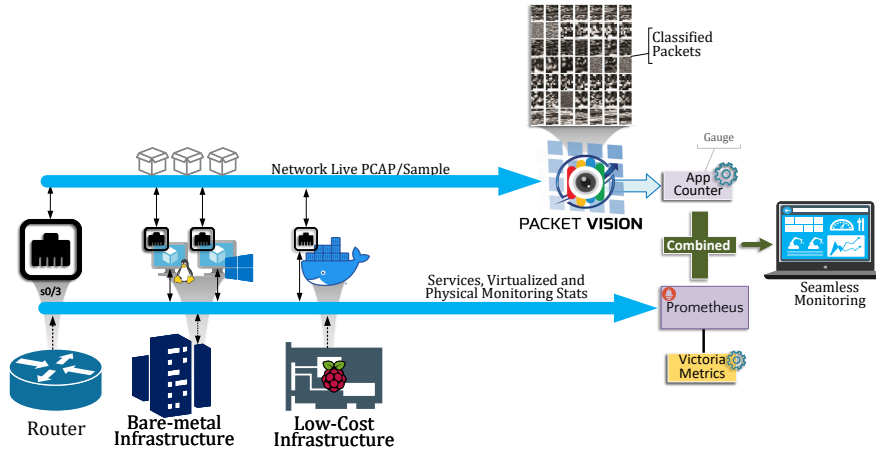 Classified
Packets
Network Live PCAP/Sample
Gauge
App
Counter
PACKET VISION
Combined
s0/3
Services, Virtualized and
Physical Monitoring Stats
Seamless
Monitoring
Prometheus
Victoria
Metrics
Router
Bare-metal
Infrastructure
Low-Cost
Infrastructure